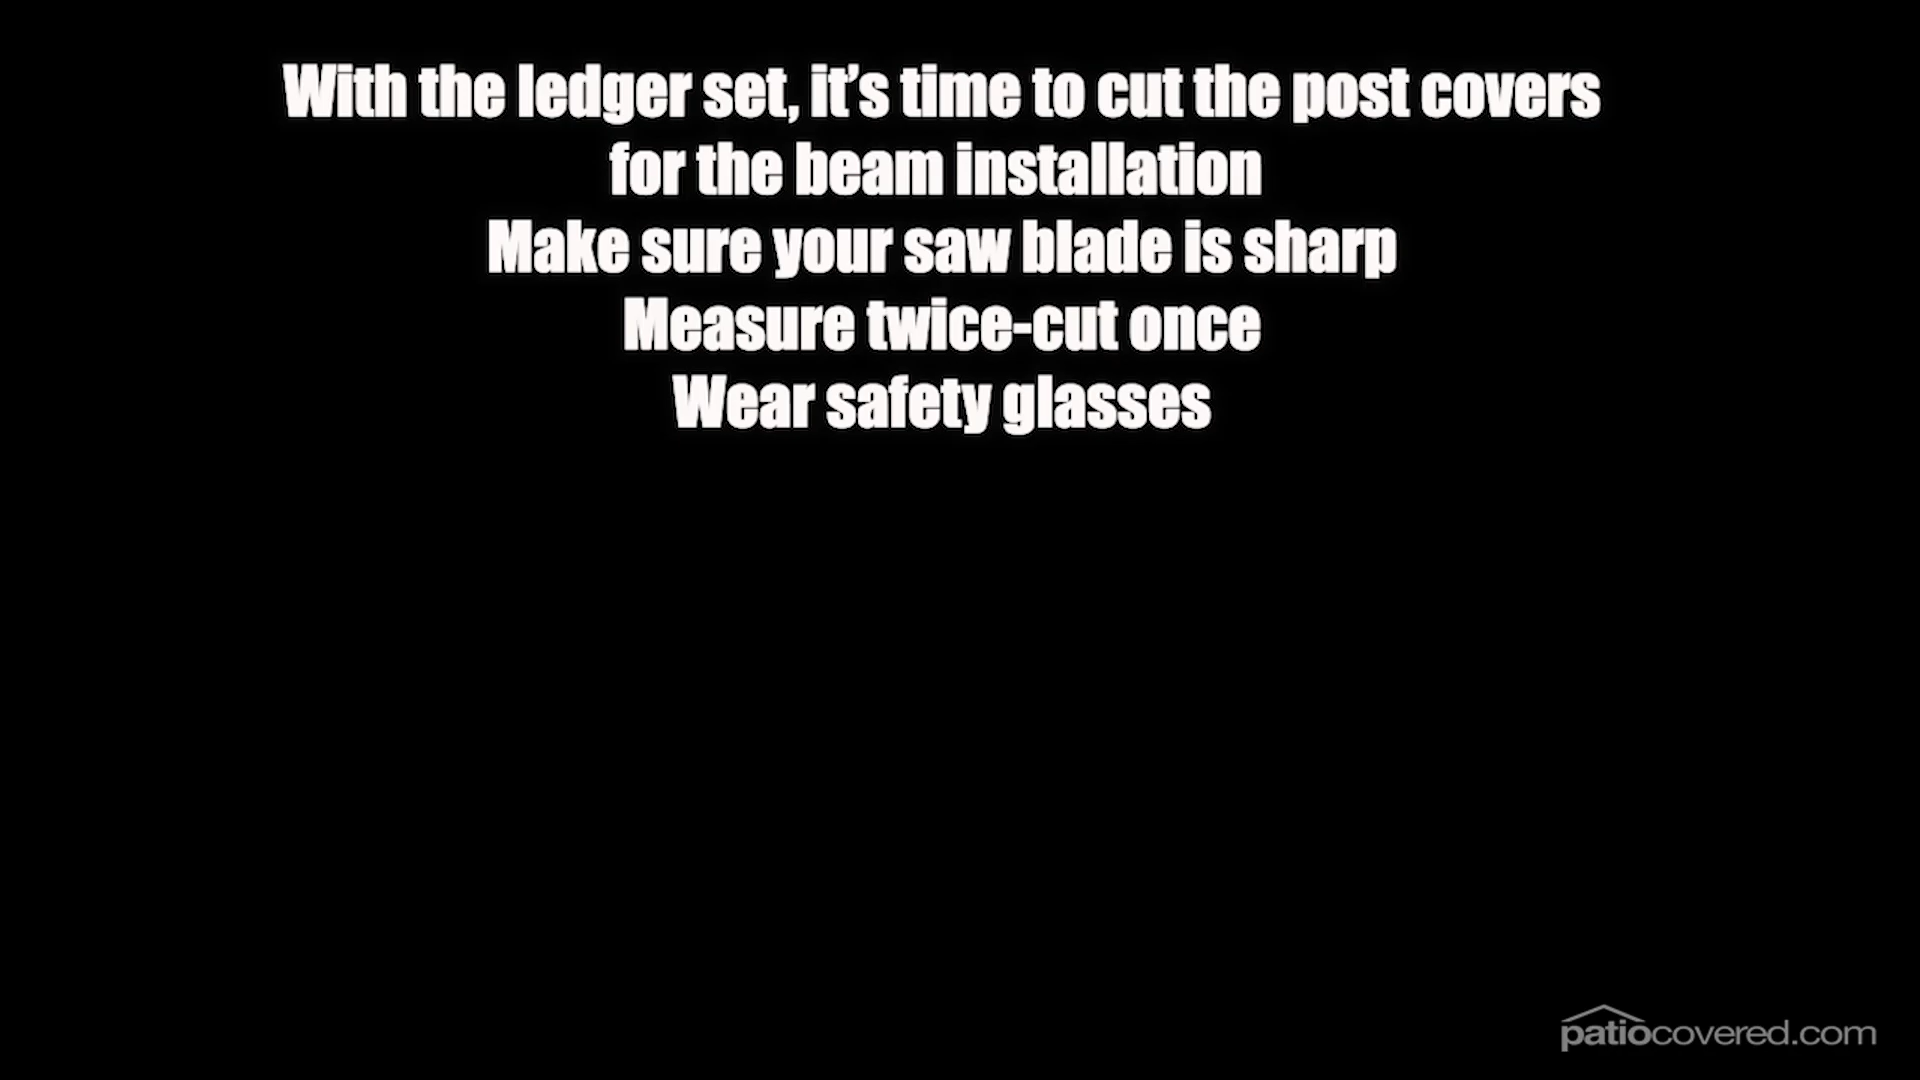 With the ledger set, it’s time to cut the post covers
for the beam installation
Make sure your saw blade is sharp
Measure twice-cut once
Wear safety glasses
patiocovered.com